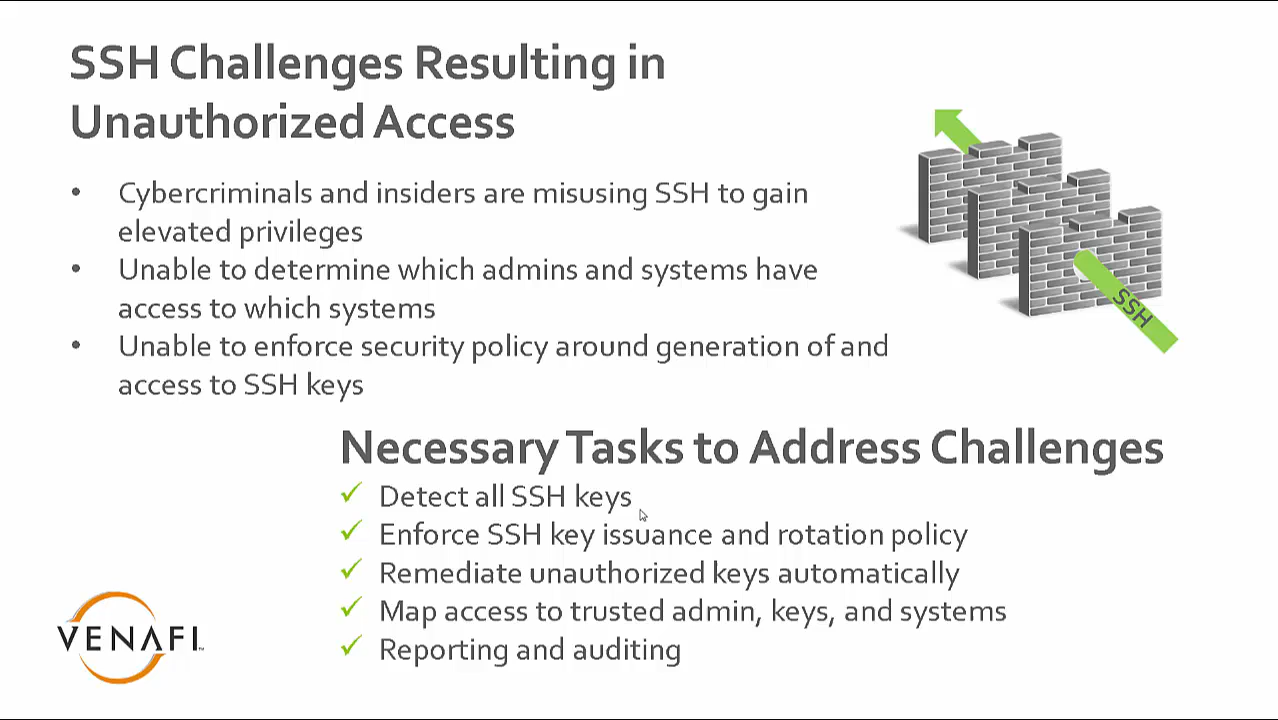 SSH Challenges Resulting in
Unauthorized Access
• Cybercriminals and insiders are misusing SSH to gain
elevated privileges
• Unable to determine which admins and systems have
access to which systems
• Unable to enforce security policy around generation of and
access to SSH keys
SSH
Necessary Tasks to Address Challenges
✓ Detect all SSH keys
✓ Enforce SSH key issuance and rotation policy
✓ Remediate unauthorized keys automatically
✓ Map access to trusted admin, keys, and systems
✓ Reporting and auditing
VENAFI™